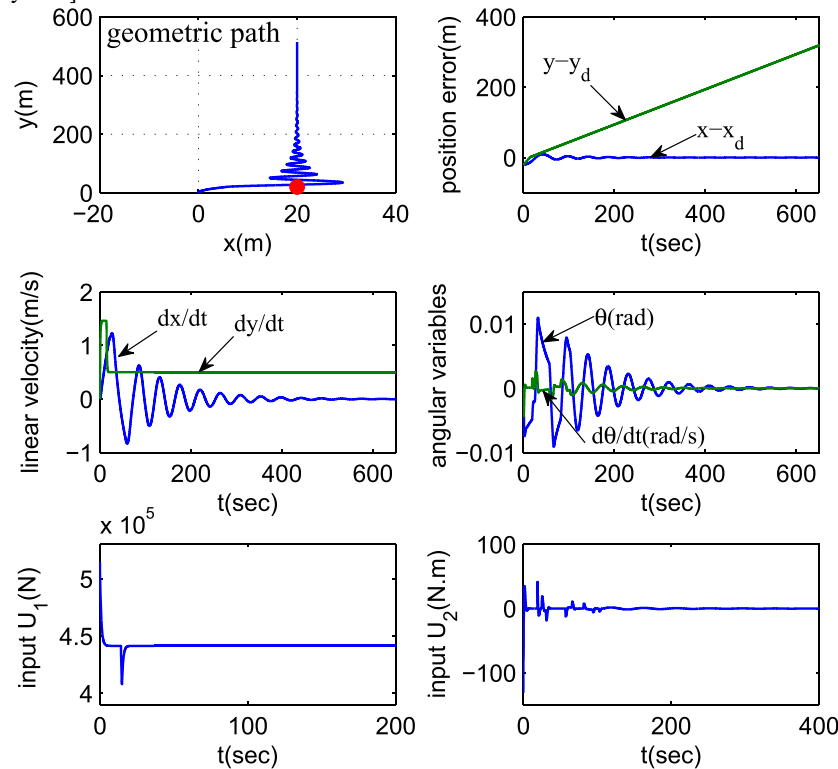 geometric path
y(m)
600
400
200
0
−20
0
20
40
x(m)
position error(m)
400
200
0
y−y_d
x−x_d
0
200
400
600
t(sec)
linear velocity(m/s)
2
1
0
−1
dx/dt
dy/dt
0
200
400
600
t(sec)
angular variables
0.01
0
−0.01
θ(rad)
dθ/dt(rad/s)
0
200
400
600
t(sec)
x 10^5
input U_1(N)
5
4.5
4
0
100
200
t(sec)
input U_2(N.m)
100
0
−100
0
200
400
t(sec)